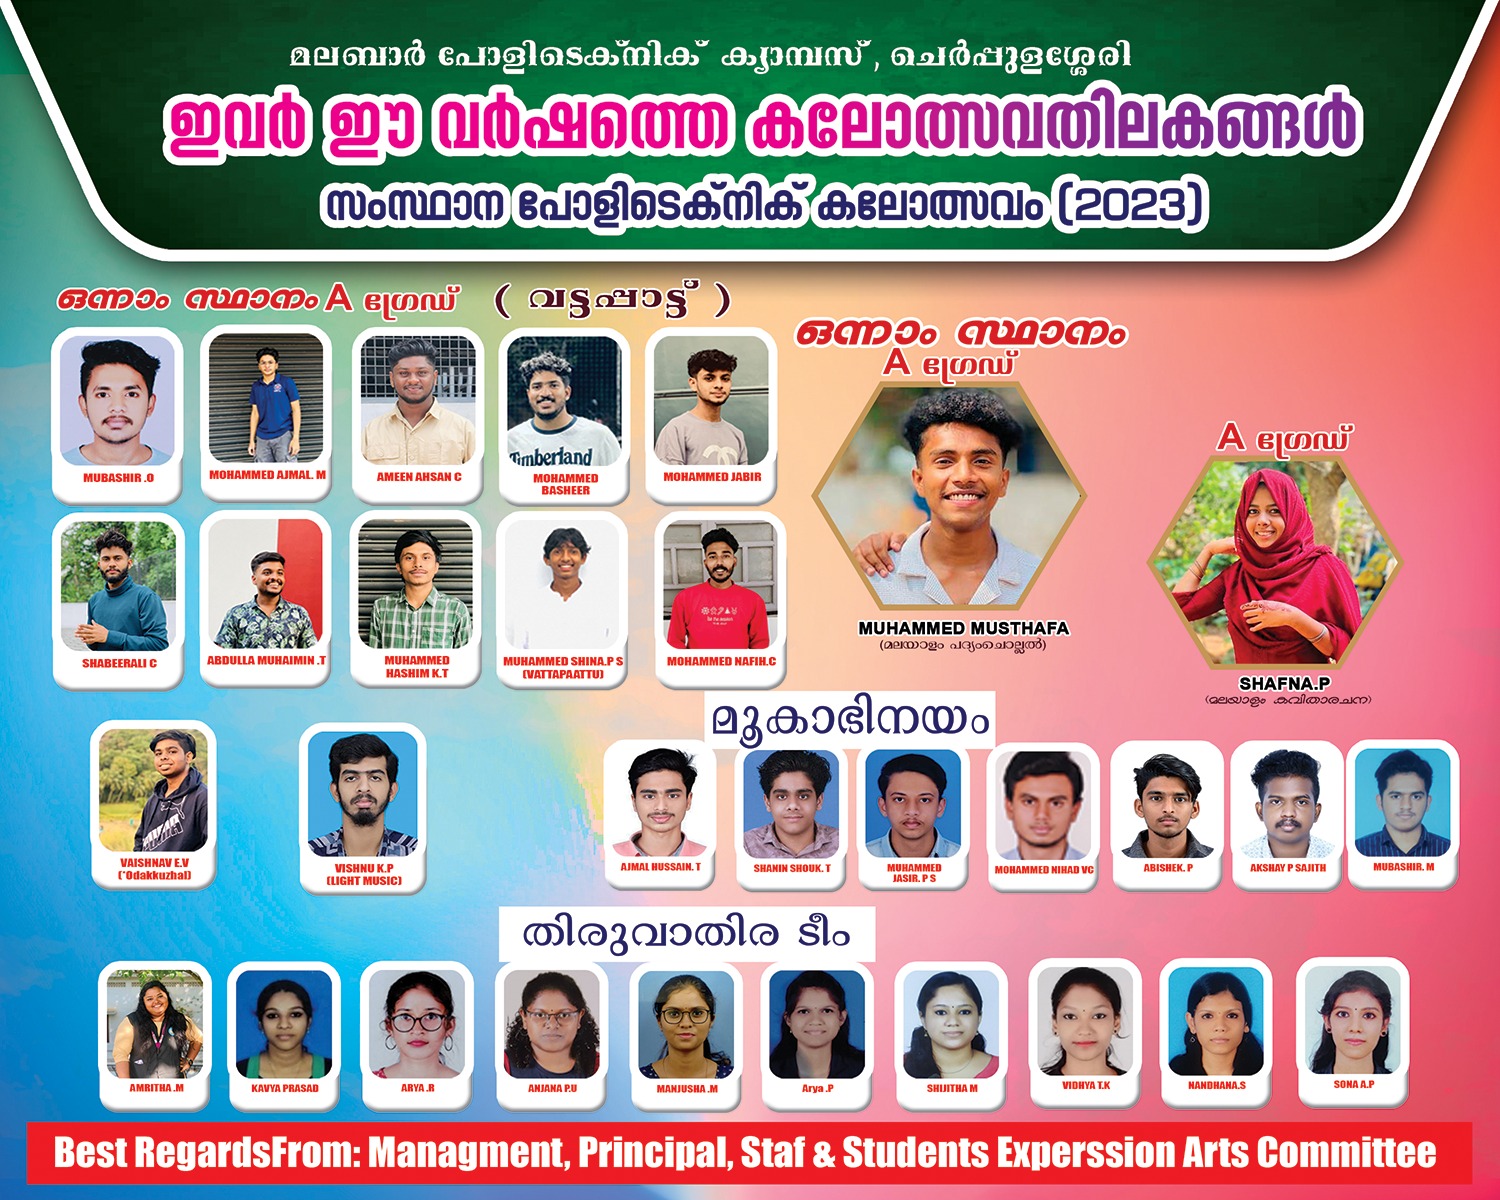 മലബാർ പോളിടെക്നിക് ക്യാമ്പസ്, ചെർപ്പുളശ്ശേരി
ഇവർ ഈ വർഷത്തെ കലോത്സവതിലകങ്ങൾ
സംസ്ഥാന പോളിടെക്നിക് കലോത്സവം (2023)
ഒന്നാം സ്ഥാനം A ഗ്രേഡ് ( വട്ടപ്പാട്ട് )
MUBASHIR .O
MOHAMMED AJMAL. M
AMEEN AHSAN C
Timberland
MOHAMMED
BASHEER
MOHAMMED JABIR
SHABEERALI C
ABDULLA MUHAIMIN .T
MUHAMMED
HASHIM K.T
MUHAMMED SHINA.P S
(VATTAPAATTU)
MOHAMMED NAFIH.C
ഒന്നാം സ്ഥാനം
A ഗ്രേഡ്
MUHAMMED MUSTHAFA
(മലയാളം പദ്യംചൊല്ലൽ)
A ഗ്രേഡ്
SHAFNA.P
(മലയാളം കവിതാരചന)
VAISHNAV E.V
("Odakkuzhal)
VISHNU K.P
(LIGHT MUSIC)
മൂകാഭിനയം
AJMAL HUSSAIN. T
SHANIN SHOUK. T
MUHAMMED
JASIR. P S
MOHAMMED NIHAD VC
ABISHEK. P
AKSHAY P SAJITH
MUBASHIR. M
തിരുവാതിര ടീം
AMRITHA .M
KAVYA PRASAD
ARYA .R
ANJANA P.U
MANJUSHA .M
Arya .P
SHIJITHA M
VIDHYA T.K
NANDHANA.S
SONA A.P
Best RegardsFrom: Managment, Principal, Staf & Students Experssion Arts Committee